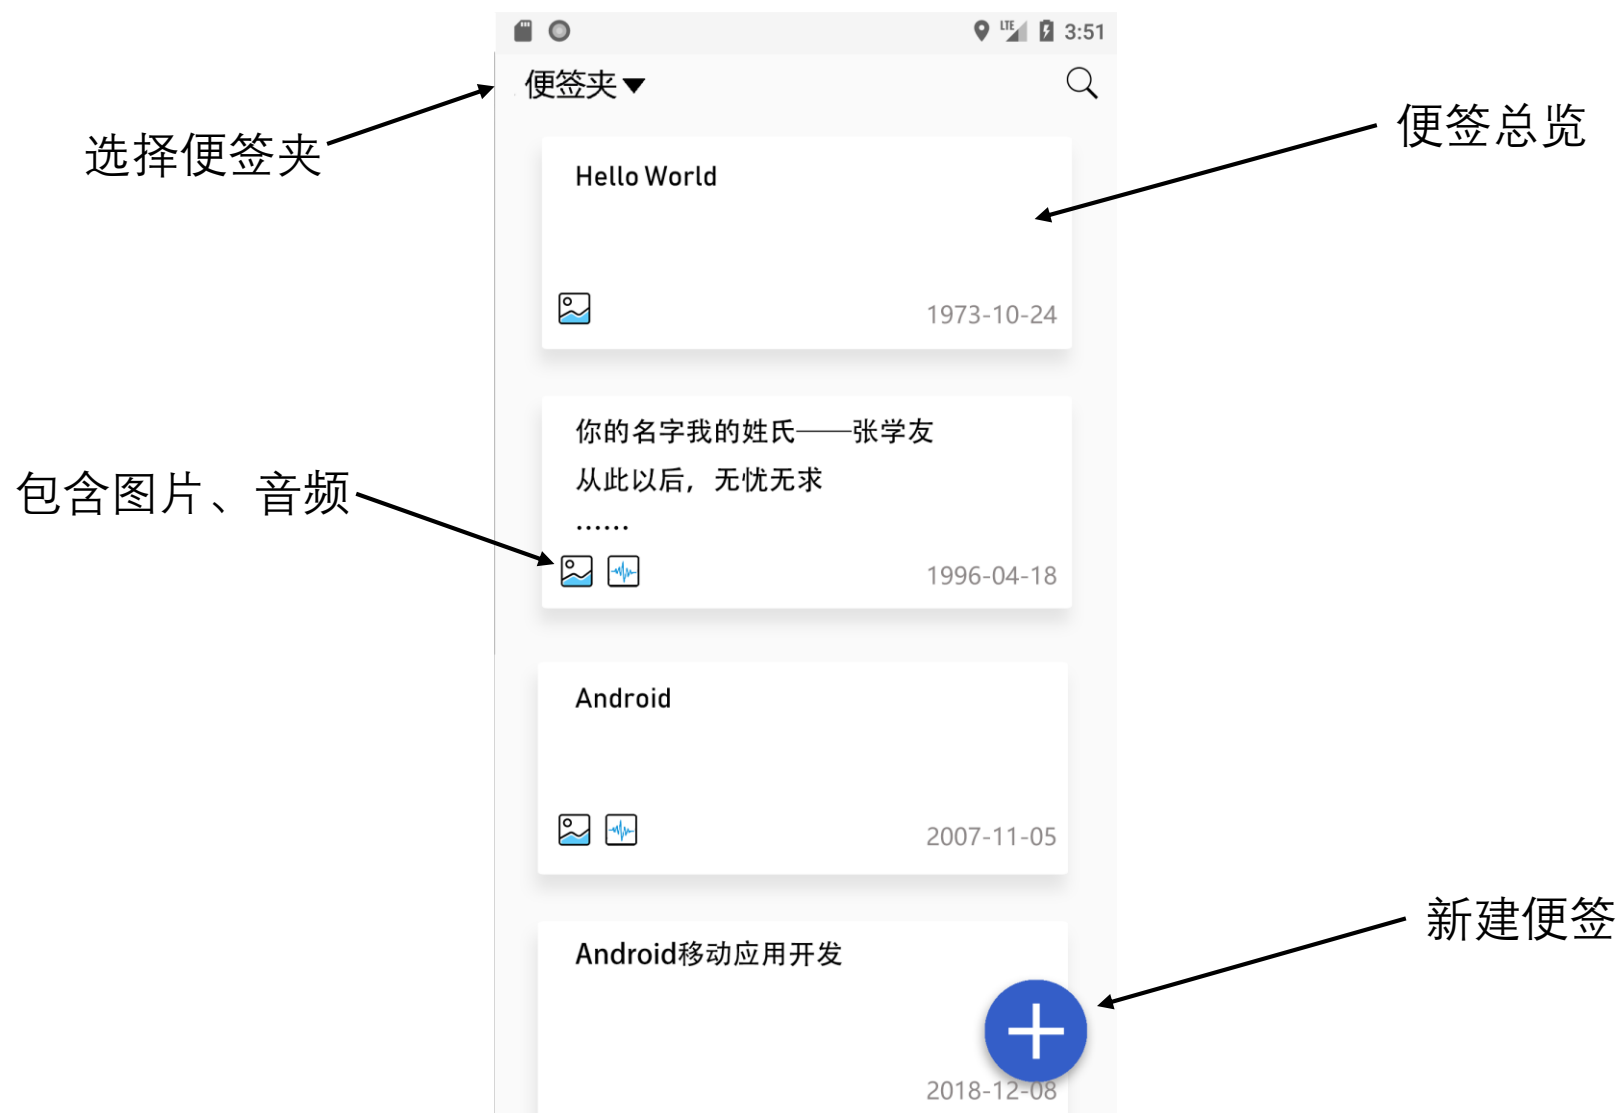 LTE 3:51
便签夹
选择便签夹
便签总览
Hello World
1973-10-24
你的名字我的姓氏——张学友
从此以后，无忧无求
……
包含图片、音频
1996-04-18
Android
2007-11-05
新建便签
Android移动应用开发
2018-12-08